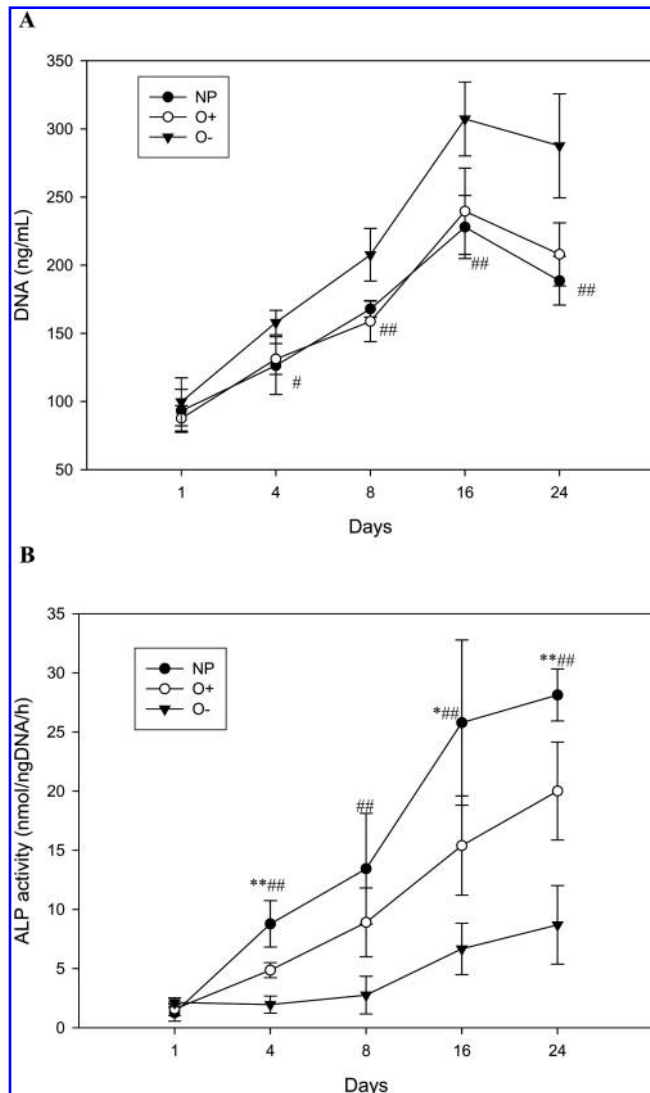 A
350
300
250
200
150
100
50
DNA (ng/mL)
NP
O+
O-
#
##
##
##
1 4 8 16 24
Days
B
35
30
25
20
15
10
5
0
ALP activity (nmol/ngDNA/h)
NP
O+
O-
**##
##
*##
**##
1 4 8 16 24
Days